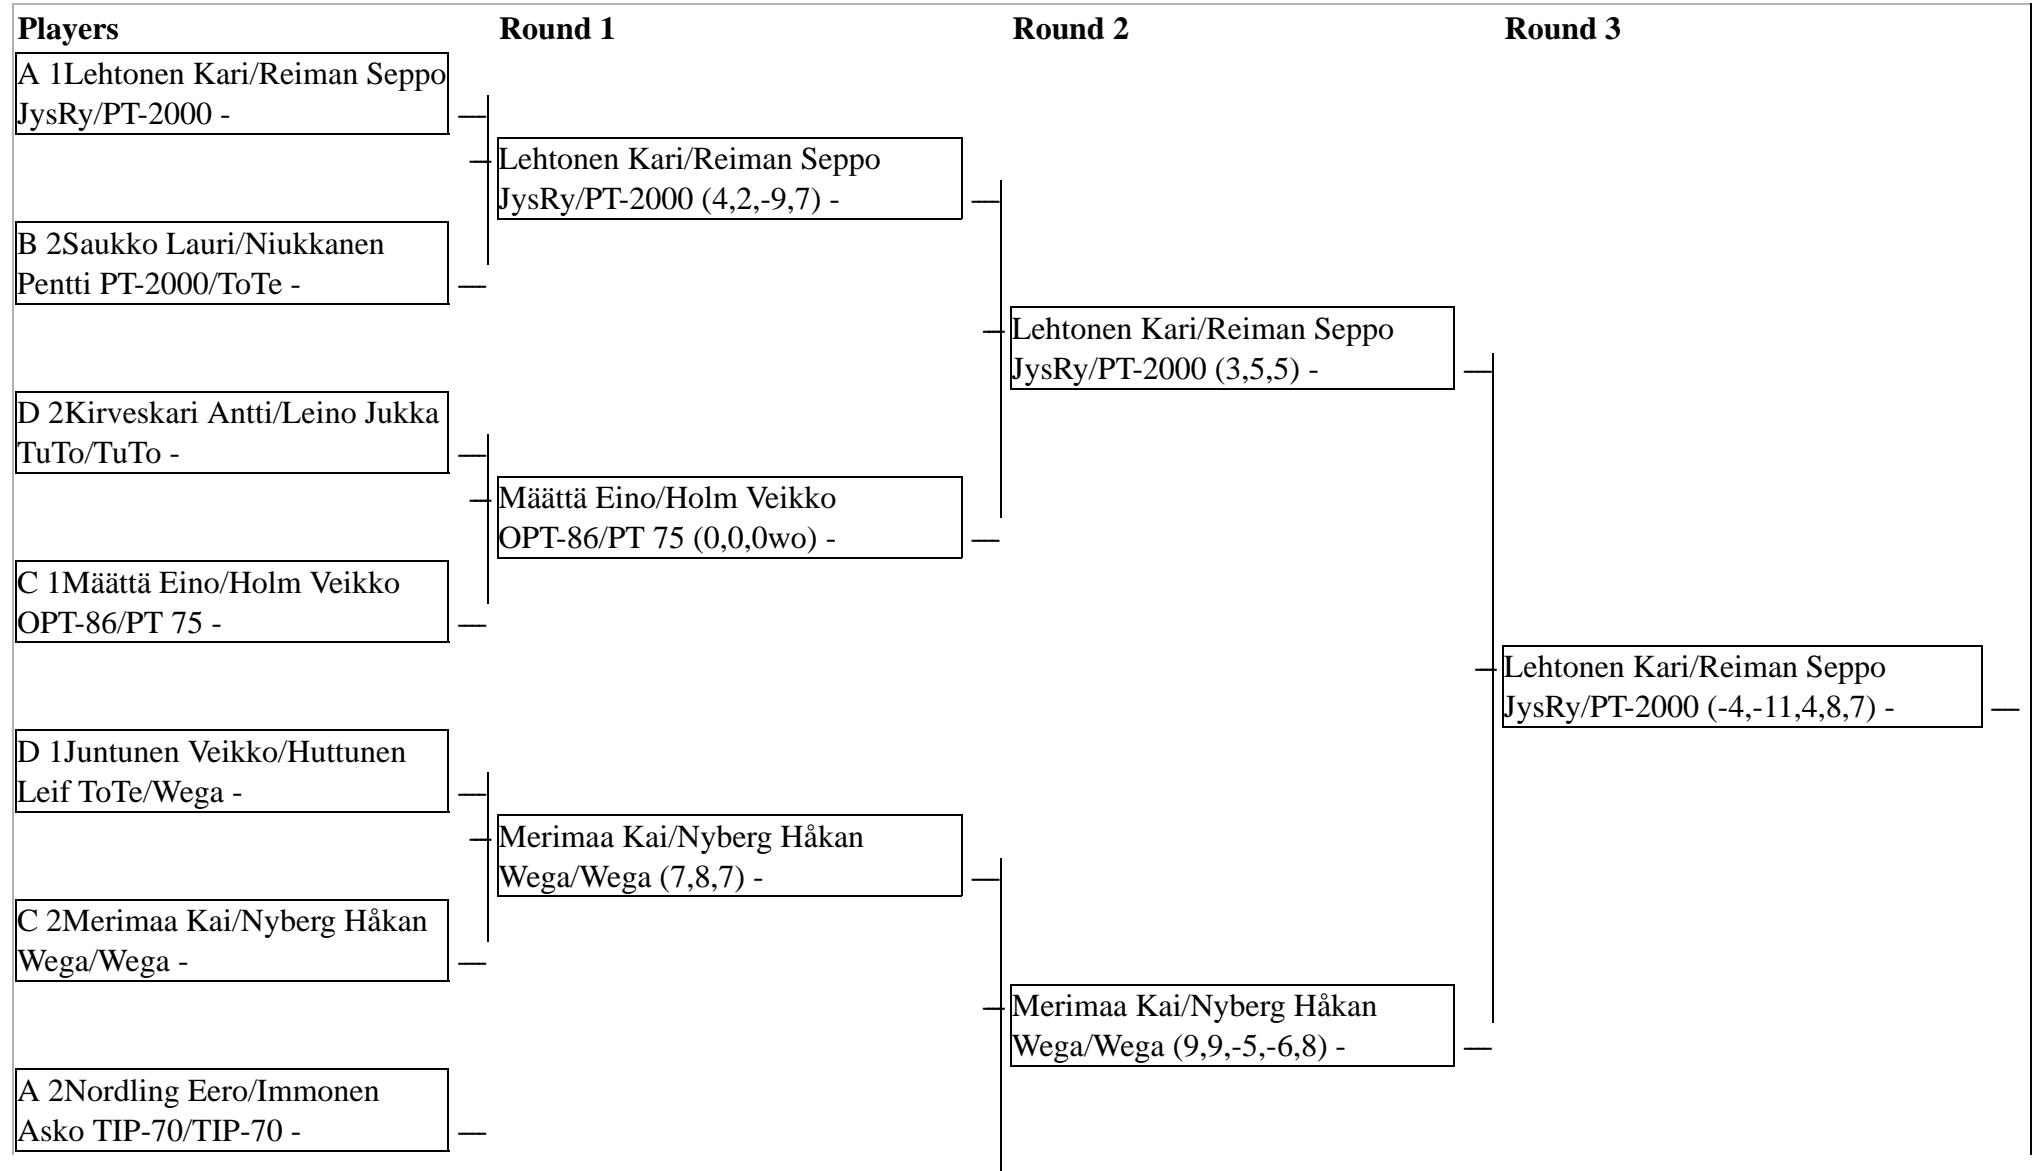 Players
Round 1
Round 2
Round 3
A 1Lehtonen Kari/Reiman Seppo
JysRy/PT-2000 -
Lehtonen Kari/Reiman Seppo
JysRy/PT-2000 (4,2,-9,7) -
B 2Saukko Lauri/Niukkanen
Pentti PT-2000/ToTe -
Lehtonen Kari/Reiman Seppo
JysRy/PT-2000 (3,5,5) -
D 2Kirveskari Antti/Leino Jukka
TuTo/TuTo -
Määttä Eino/Holm Veikko
OPT-86/PT 75 (0,0,0wo) -
C 1Määttä Eino/Holm Veikko
OPT-86/PT 75 -
Lehtonen Kari/Reiman Seppo
JysRy/PT-2000 (-4,-11,4,8,7) -
D 1Juntunen Veikko/Huttunen
Leif ToTe/Wega -
Merimaa Kai/Nyberg Håkan
Wega/Wega (7,8,7) -
C 2Merimaa Kai/Nyberg Håkan
Wega/Wega -
Merimaa Kai/Nyberg Håkan
Wega/Wega (9,9,-5,-6,8) -
A 2Nordling Eero/Immonen
Asko TIP-70/TIP-70 -